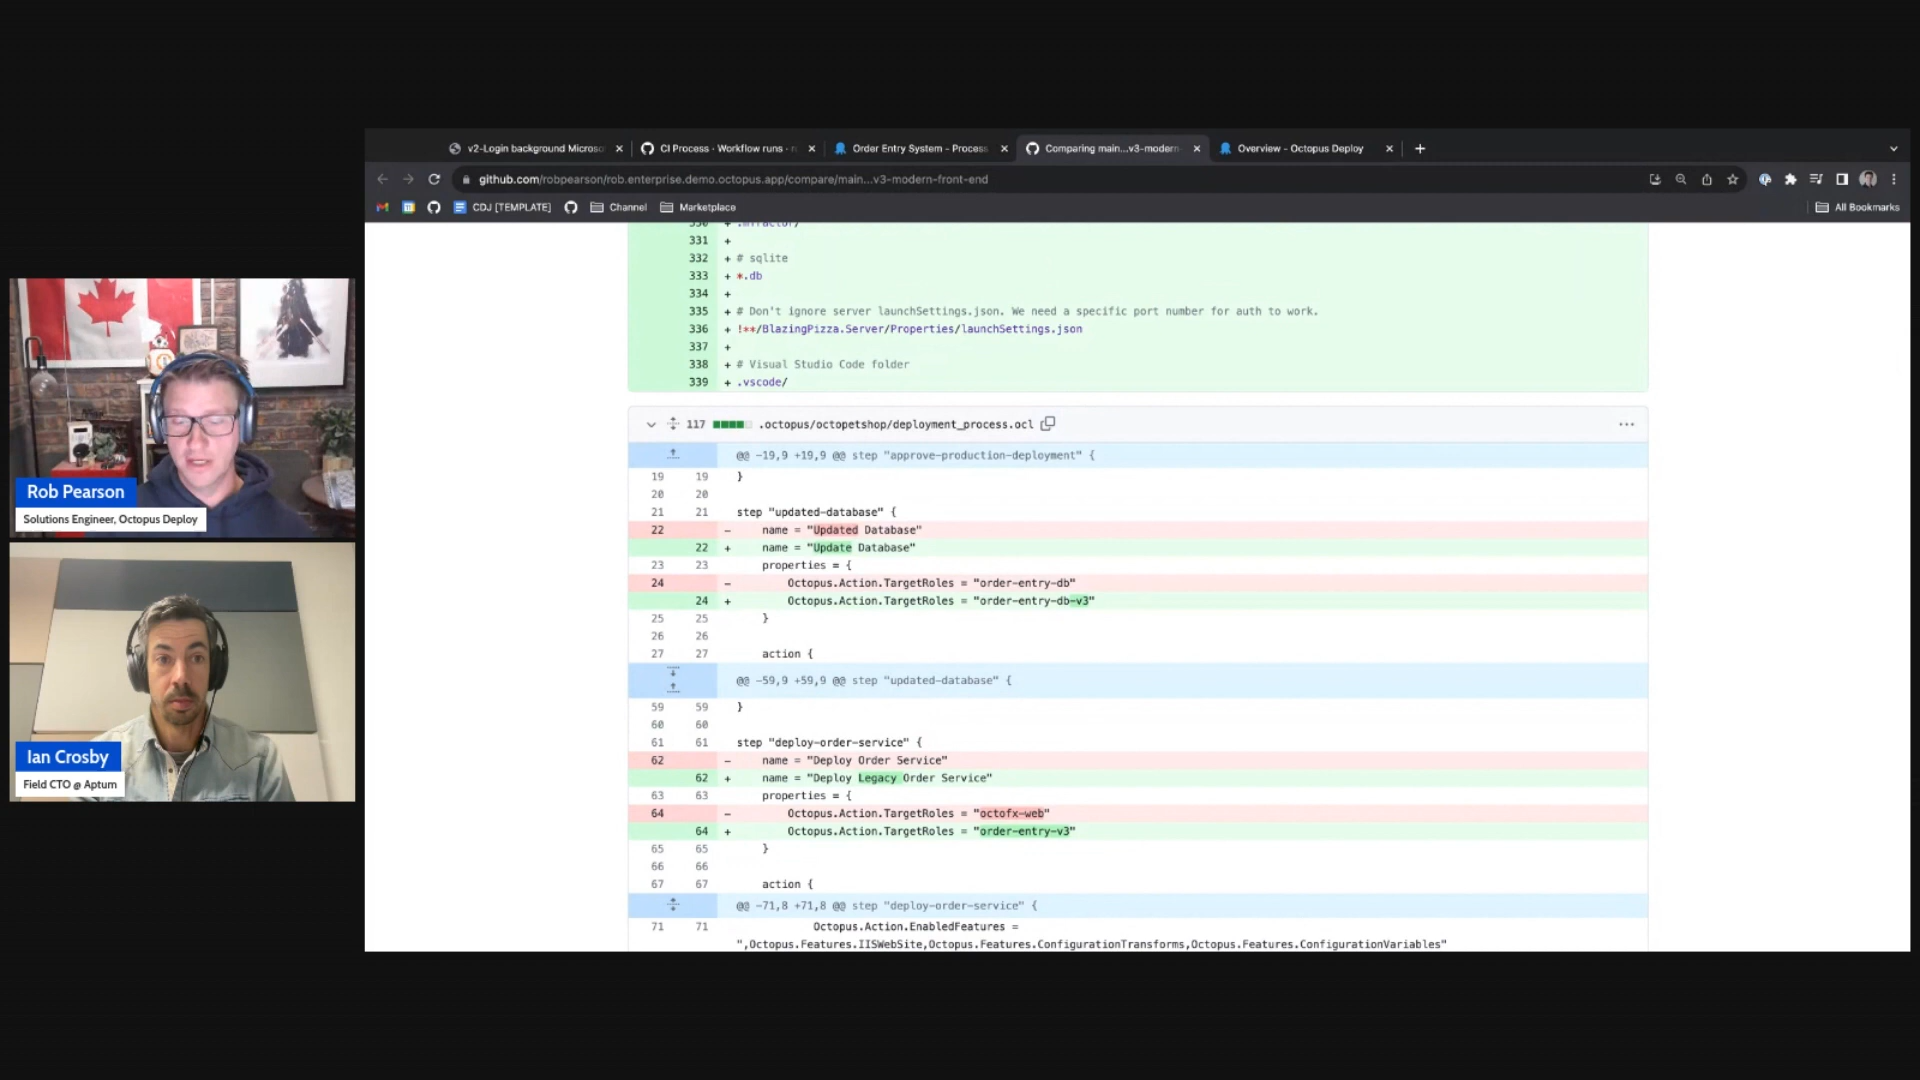 v2-Login background Microso
CI Process · Workflow runs ·
Order Entry System - Process
Comparing main...v3-modern-
Overview - Octopus Deploy
github.com/robpearson/rob.enterprise.demo.octopus.app/compare/main...v3-modern-front-end
CDJ [TEMPLATE]
Channel
Marketplace
All Bookmarks
330 + .mfractor/
331 +
332 + # sqlite
333 + *.db
334 +
335 + # Don't ignore server launchSettings.json. We need a specific port number for auth to work.
336 + !**/BlazingPizza.Server/Properties/launchSettings.json
337 +
338 + # Visual Studio Code folder
339 + .vscode/
117 .octopus/octopetshop/deployment_process.ocl
@@ -19,9 +19,9 @@ step "approve-production-deployment" {
19 19 }
20 20
21 21 step "updated-database" {
22 - name = "Updated Database"
22 + name = "Update Database"
23 23 properties = {
24 - Octopus.Action.TargetRoles = "order-entry-db"
24 + Octopus.Action.TargetRoles = "order-entry-db-v3"
25 25 }
26 26
27 27 action {
@@ -59,9 +59,9 @@ step "updated-database" {
59 59 }
60 60
61 61 step "deploy-order-service" {
62 - name = "Deploy Order Service"
62 + name = "Deploy Legacy Order Service"
63 63 properties = {
64 - Octopus.Action.TargetRoles = "octofx-web"
64 + Octopus.Action.TargetRoles = "order-entry-v3"
65 65 }
66 66
67 67 action {
@@ -71,8 +71,8 @@ step "deploy-order-service" {
71 71 Octopus.Action.EnabledFeatures =
",Octopus.Features.IISWebSite,Octopus.Features.ConfigurationTransforms,Octopus.Features.ConfigurationVariables"
Rob Pearson
Solutions Engineer, Octopus Deploy
Ian Crosby
Field CTO @ Aptum